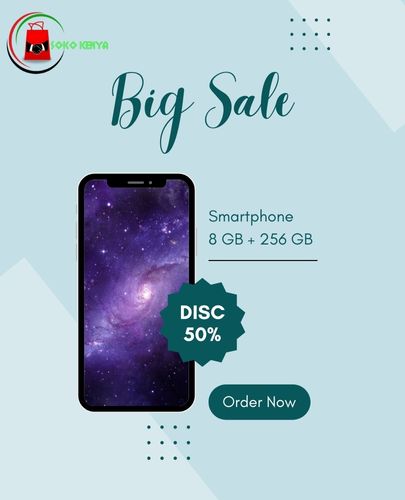 SOKO KENYA
Big Sale
Smartphone
8 GB + 256 GB
DISC
50%
Order Now